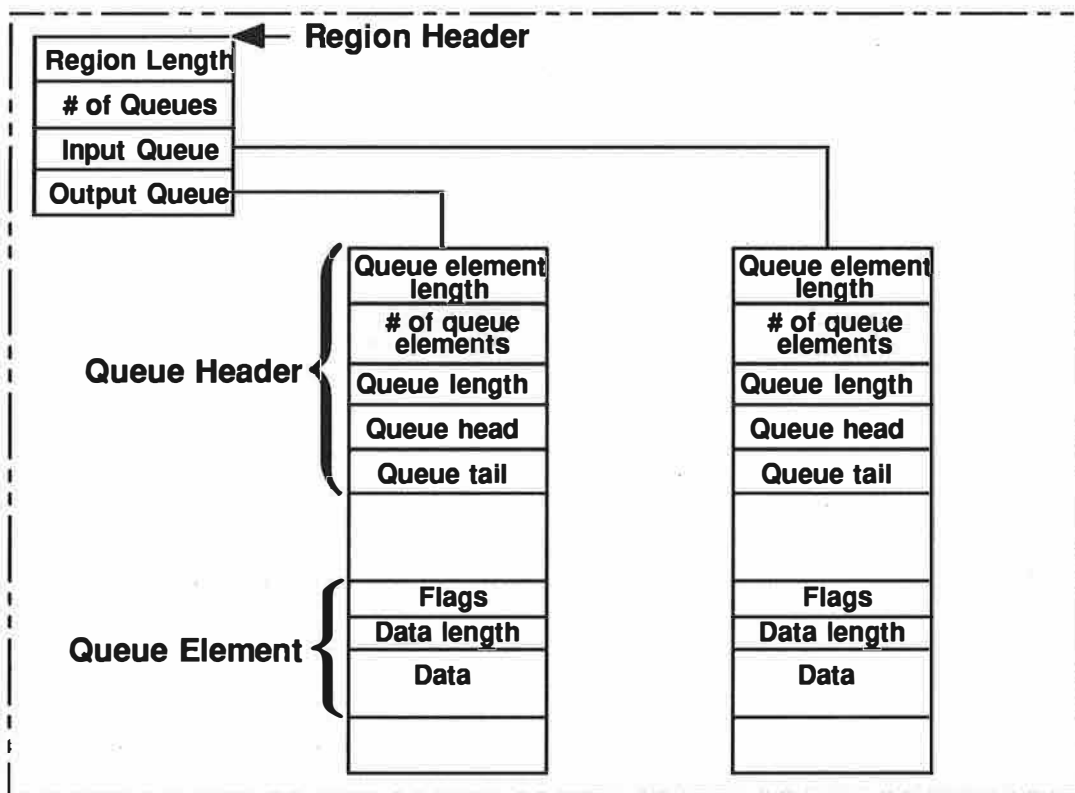 Region Header
Region Length
# of Queues
Input Queue
Output Queue
Queue Header
Queue element
length
# of queue
elements
Queue length
Queue head
Queue tail
Queue Element
Flags
Data length
Data
Queue element
length
# of queue
elements
Queue length
Queue head
Queue tail
Flags
Data length
Data